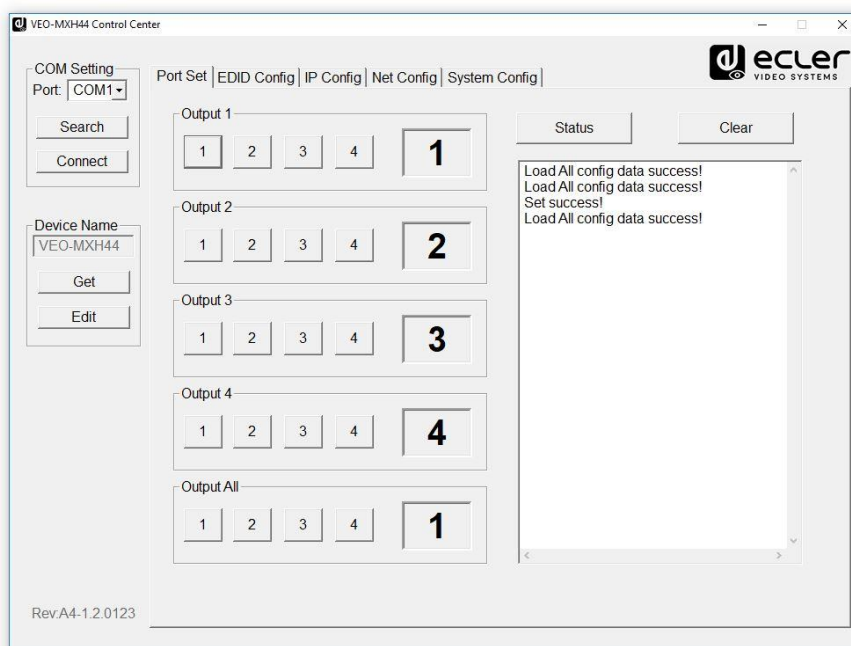 VEO-MXH44 Control Center
ecler
VIDEO SYSTEMS
COM Setting
Port: COM1
Search
Connect
Device Name
VEO-MXH44
Get
Edit
Rev:A4-1.2.0123
Port Set EDID Config IP Config Net Config System Config
Output 1
1 2 3 4 1
Output 2
1 2 3 4 2
Output 3
1 2 3 4 3
Output 4
1 2 3 4 4
Output All
1 2 3 4 1
Status Clear
Load All config data success!
Load All config data success!
Set success!
Load All config data success!